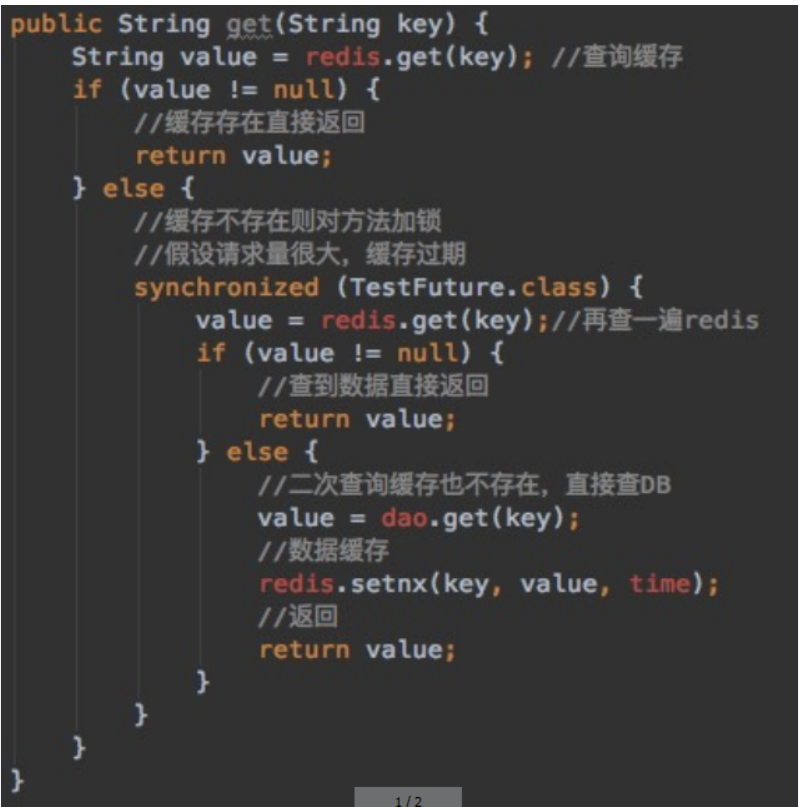 public String get(String key) {
    String value = redis.get(key); //查询缓存
    if (value != null) {
        //缓存存在直接返回
        return value;
    } else {
        //缓存不存在则对方法加锁
        //假设请求量很大，缓存过期
        synchronized (TestFuture.class) {
            value = redis.get(key);//再查一遍redis
            if (value != null) {
                //查到数据直接返回
                return value;
            } else {
                //二次查询缓存也不存在，直接查DB
                value = dao.get(key);
                //数据缓存
                redis.setnx(key, value, time);
                //返回
                return value;
            }
        }
    }
}
1 / 2